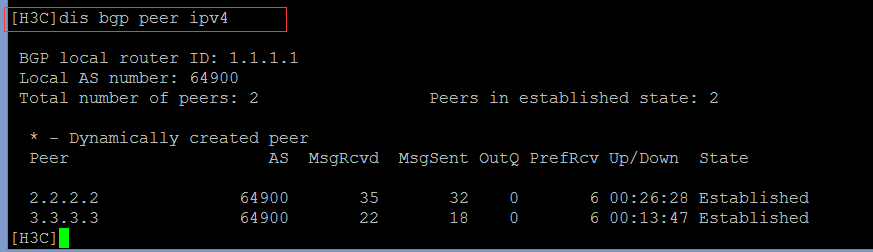 [H3C]dis bgp peer ipv4
BGP local router ID: 1.1.1.1
Local AS number: 64900
Total number of peers: 2                  Peers in established state: 2
* - Dynamically created peer
Peer                    AS  MsgRcvd  MsgSent OutQ PrefRcv Up/Down  State
2.2.2.2              64900       35       32    0       6 00:26:28 Established
3.3.3.3              64900       22       18    0       6 00:13:47 Established
[H3C]